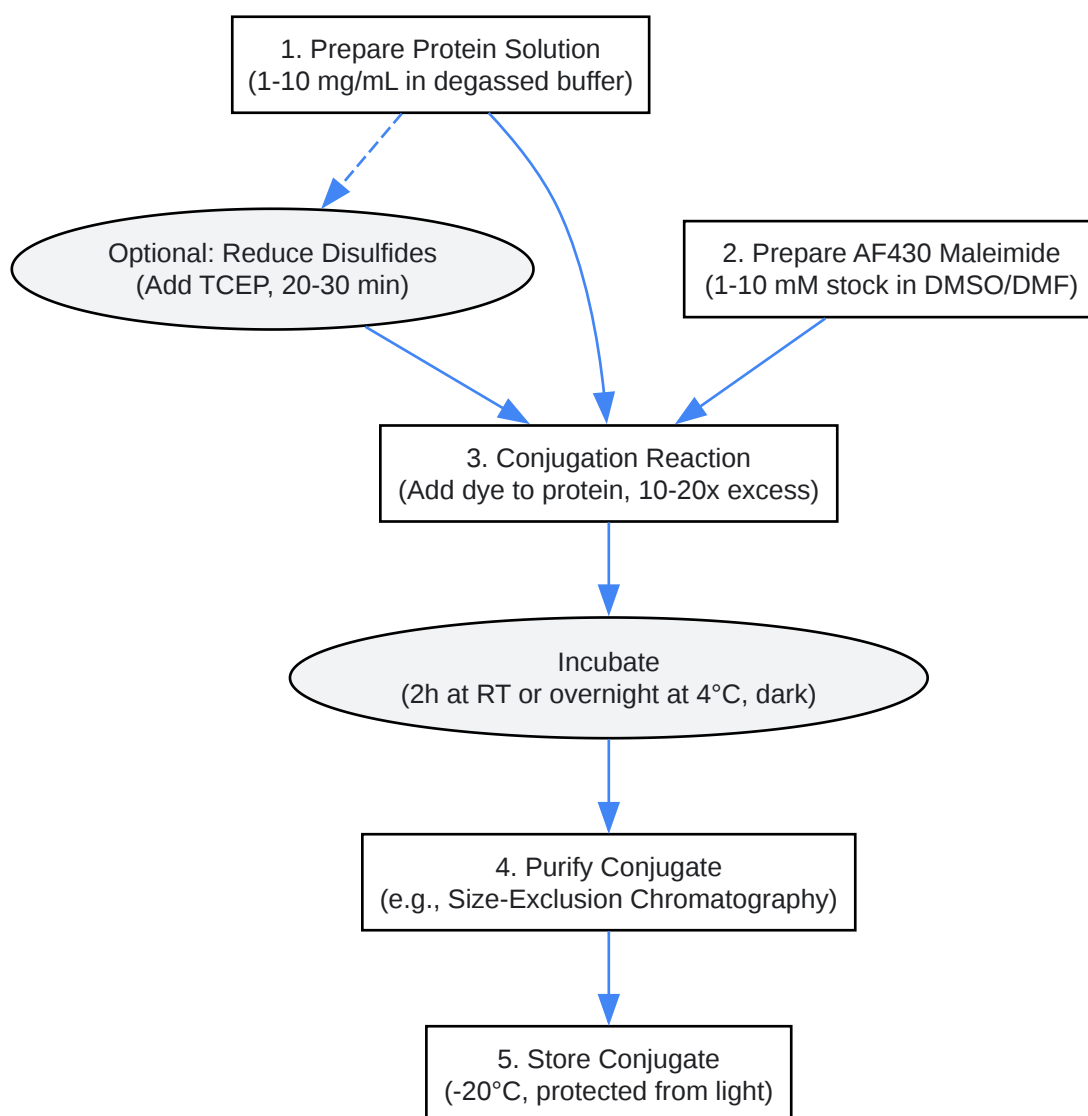 1. Prepare Protein Solution
(1-10 mg/mL in degassed buffer)
Optional: Reduce Disulfides
(Add TCEP, 20-30 min)
2. Prepare AF430 Maleimide
(1-10 mM stock in DMSO/DMF)
3. Conjugation Reaction
(Add dye to protein, 10-20x excess)
Incubate
(2h at RT or overnight at 4°C, dark)
4. Purify Conjugate
(e.g., Size-Exclusion Chromatography)
5. Store Conjugate
(-20°C, protected from light)